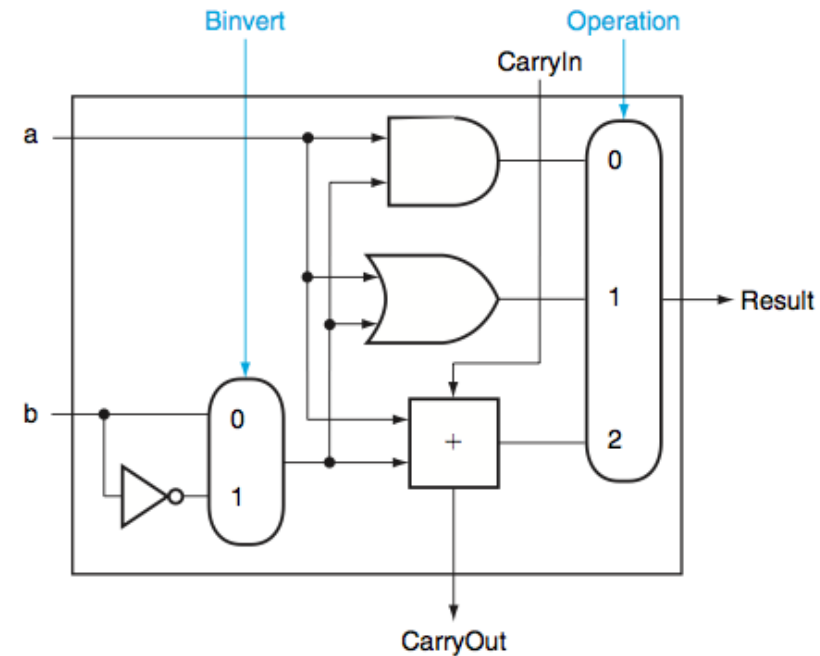 Binvert
Operation
CarryIn
a
0
1
Result
b
0
+
2
1
CarryOut